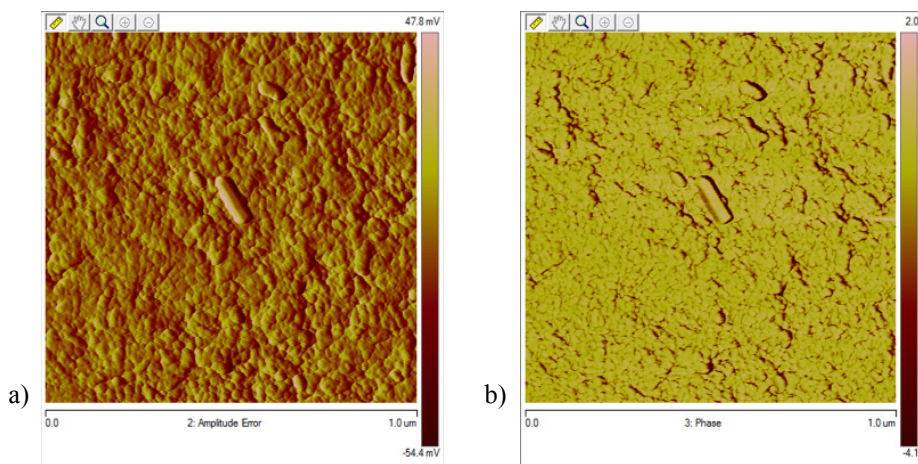 47.8 mV
a)
0.0 2: Amplitude Error 1.0 um
-54.4 mV
2.0
b)
0.0 3: Phase 1.0 um
-4.1